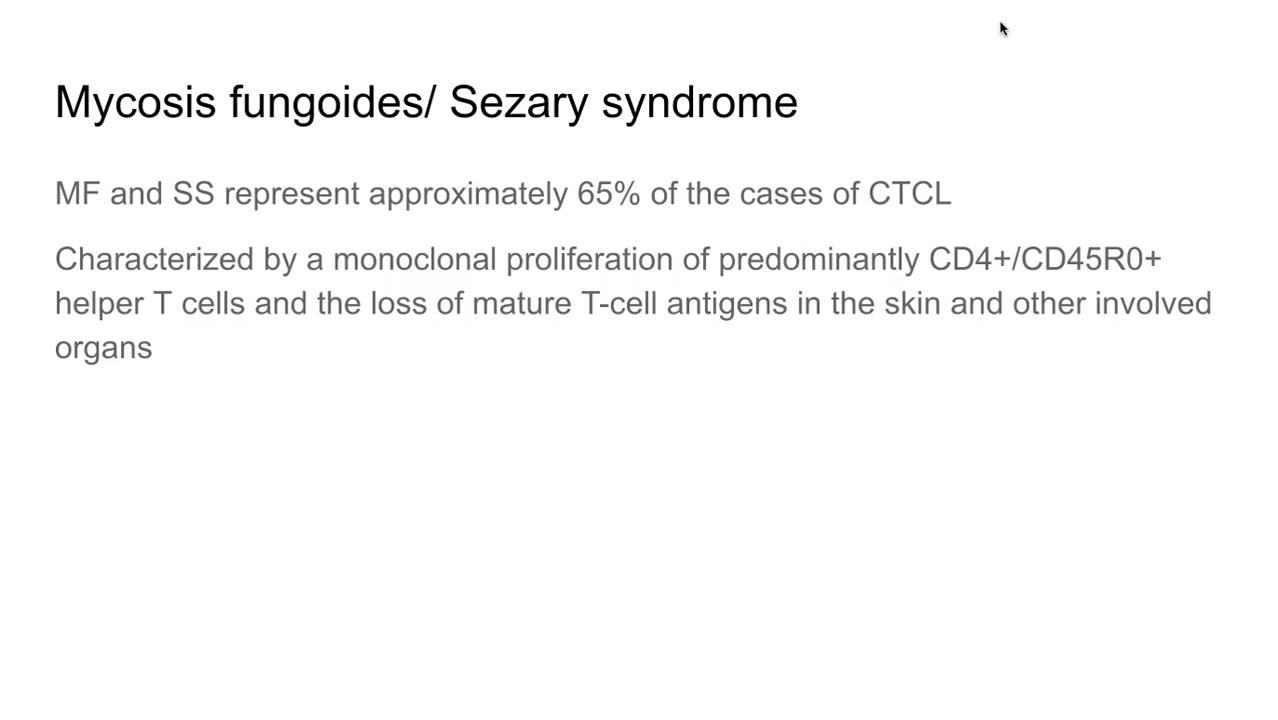 Mycosis fungoides/ Sezary syndrome
MF and SS represent approximately 65% of the cases of CTCL
Characterized by a monoclonal proliferation of predominantly CD4+/CD45R0+
helper T cells and the loss of mature T-cell antigens in the skin and other involved
organs